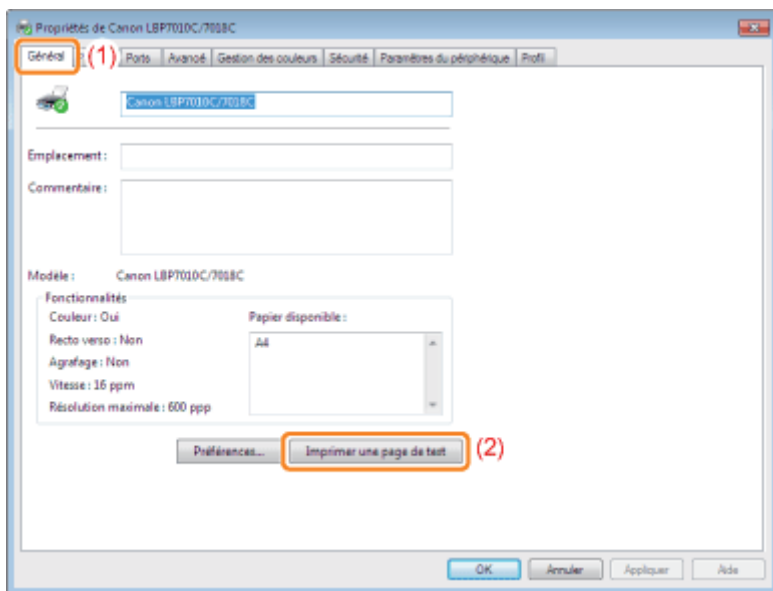 Propriétés de Canon LBP7010C/7018C
Général (1) Ports Avancé Gestion des couleurs Sécurité Paramètres du périphérique Profil
Canon LBP7010C/7018C
Emplacement :
Commentaire :
Modèle : Canon LBP7010C/7018C
Fonctionnalités
Couleur : Oui Papier disponible :
Recto verso : Non A4
Agrafage : Non
Vitesse : 16 ppm
Résolution maximale : 600 ppp
Préférences... Imprimer une page de test (2)
OK Annuler Appliquer Aide